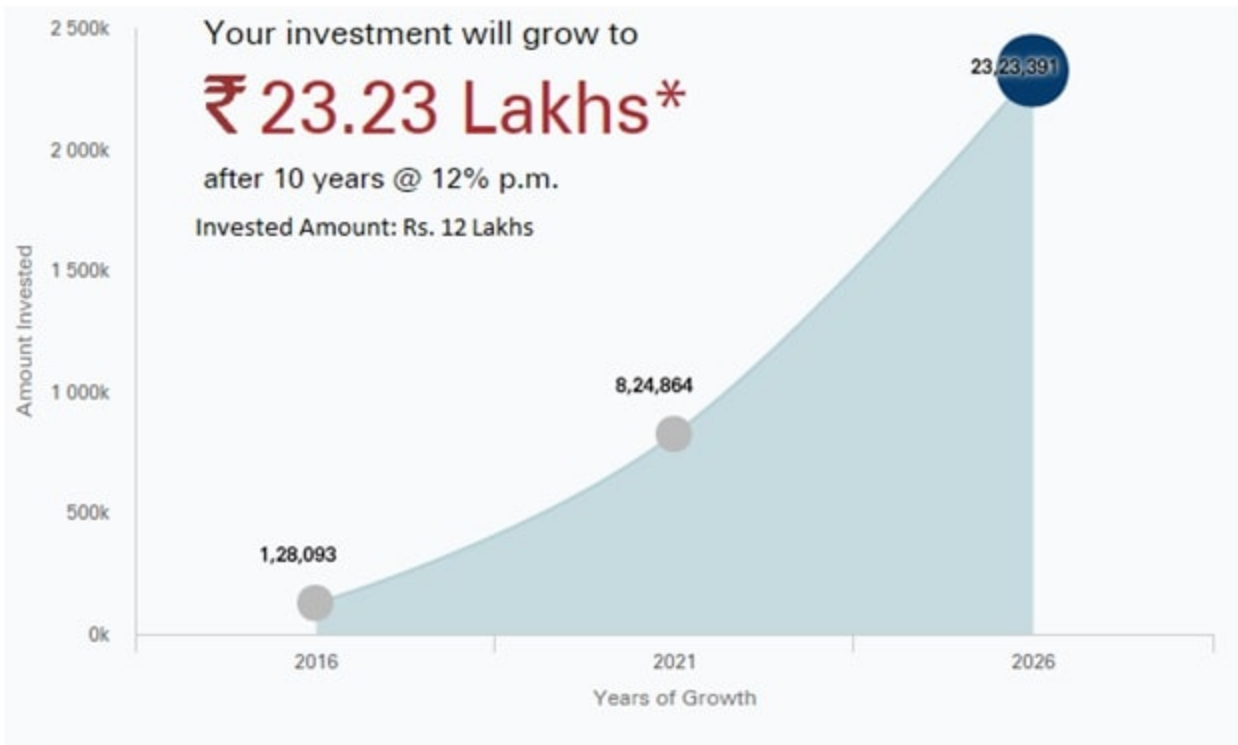 Your investment will grow to
₹ 23.23 Lakhs*
after 10 years @ 12% p.m.
Invested Amount: Rs. 12 Lakhs
Amount Invested
2 500k
2 000k
1 500k
1 000k
500k
0k
23,23,391
8,24,864
1,28,093
2016 2021 2026
Years of Growth